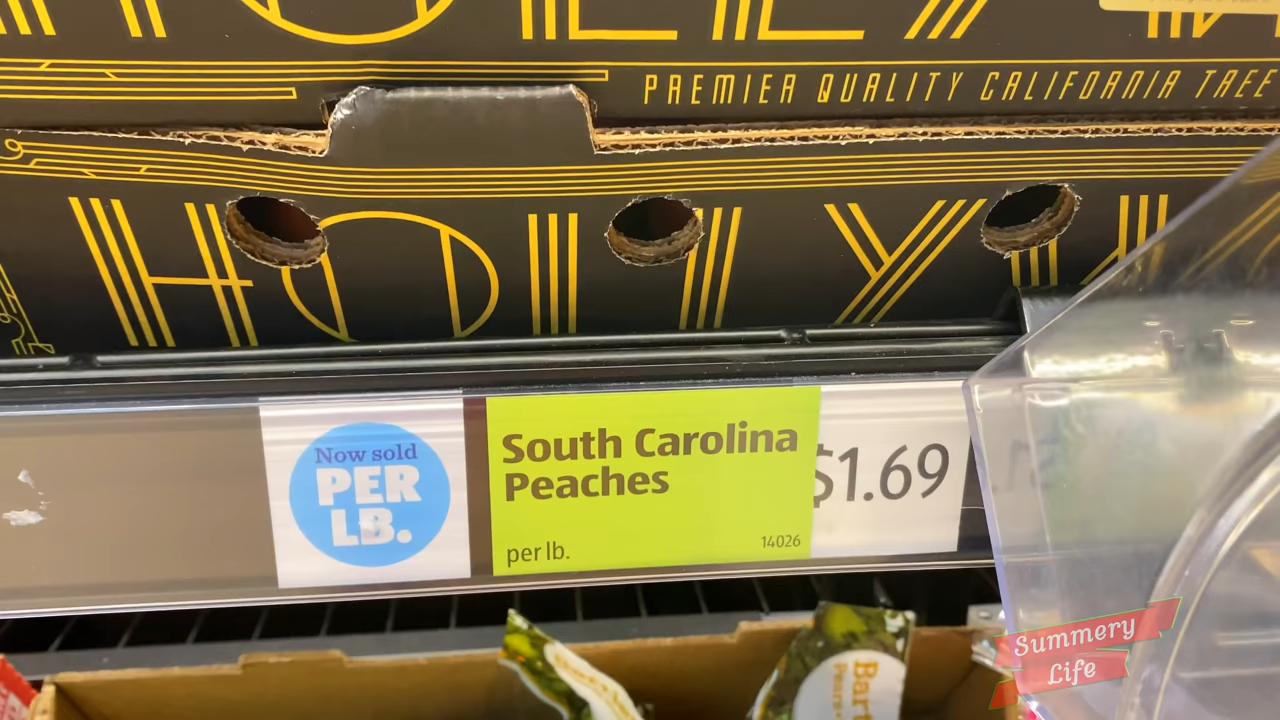 PREMIER QUALITY CALIFORNIA TREE
Now sold
PER
LB.
South Carolina
Peaches
per lb.
14026
$1.69
Summery
Life